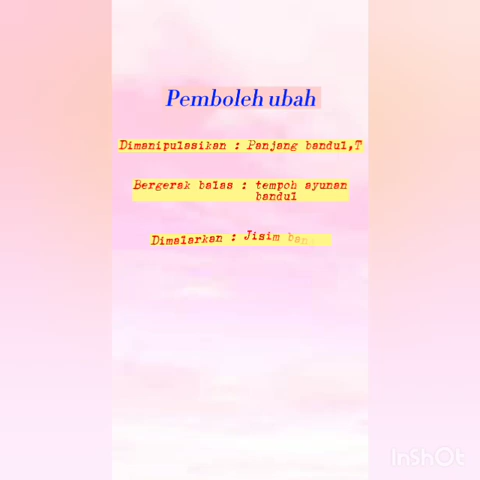 Pemboleh ubah
Dimanipulasikan : Panjang bandul,T
Bergerak balas : tempoh ayunan
bandul
Dimalarkan : Jisim
InShOt